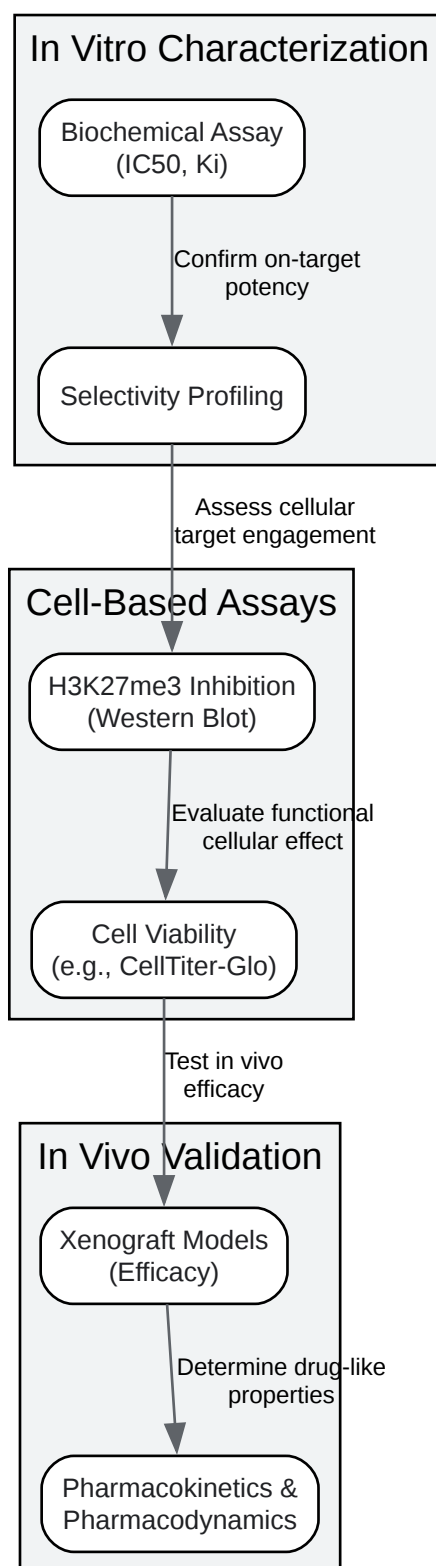 In Vitro Characterization
Biochemical Assay
(IC50, Ki)
Confirm on-target
potency
Selectivity Profiling
Assess cellular
target engagement
Cell-Based Assays
H3K27me3 Inhibition
(Western Blot)
Evaluate functional
cellular effect
Cell Viability
(e.g., CellTiter-Glo)
Test in vivo
efficacy
In Vivo Validation
Xenograft Models
(Efficacy)
Determine drug-like
properties
Pharmacokinetics &
Pharmacodynamics